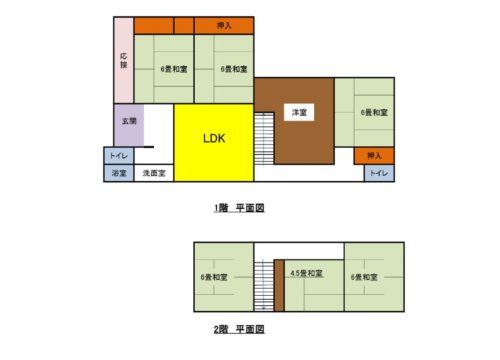 押入
応接
6畳和室
6畳和室
洋室
6畳和室
玄関
LDK
トイレ
押入
浴室
洗面室
トイレ
1階 平面図
6畳和室
4.5畳和室
6畳和室
2階 平面図